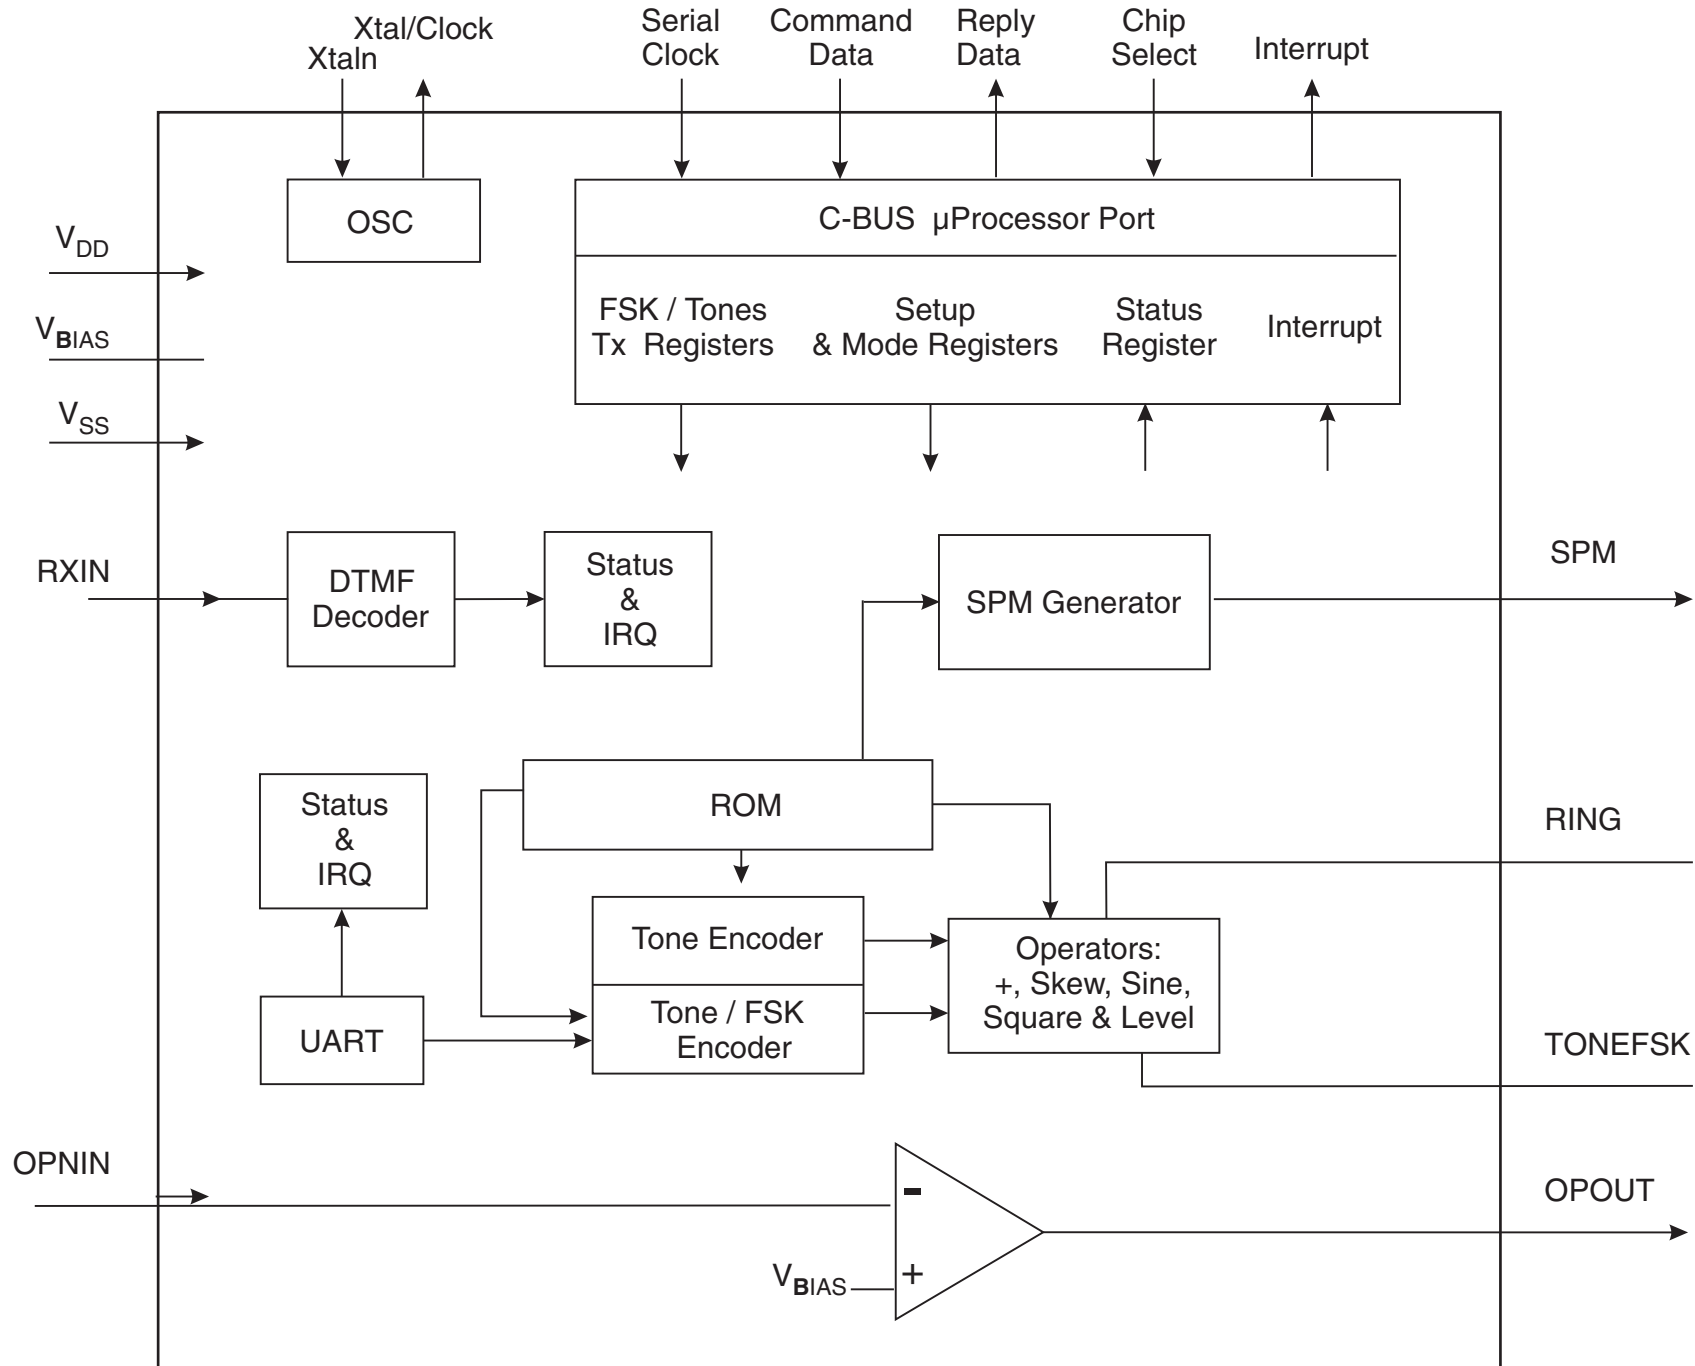 Xtal/Clock
Xtaln
Serial
Clock
Command
Data
Reply
Data
Chip
Select
Interrupt
OSC
C-BUS µProcessor Port
FSK / Tones
Tx Registers
Setup
& Mode Registers
Status
Register
Interrupt
VDD
VBIAS
VSS
RXIN
DTMF
Decoder
Status
&
IRQ
SPM Generator
SPM
Status
&
IRQ
ROM
RING
Tone Encoder
Tone / FSK
Encoder
Operators:
+, Skew, Sine,
Square & Level
UART
TONEFSK
OPNIN
-
+
VBIAS
OPOUT